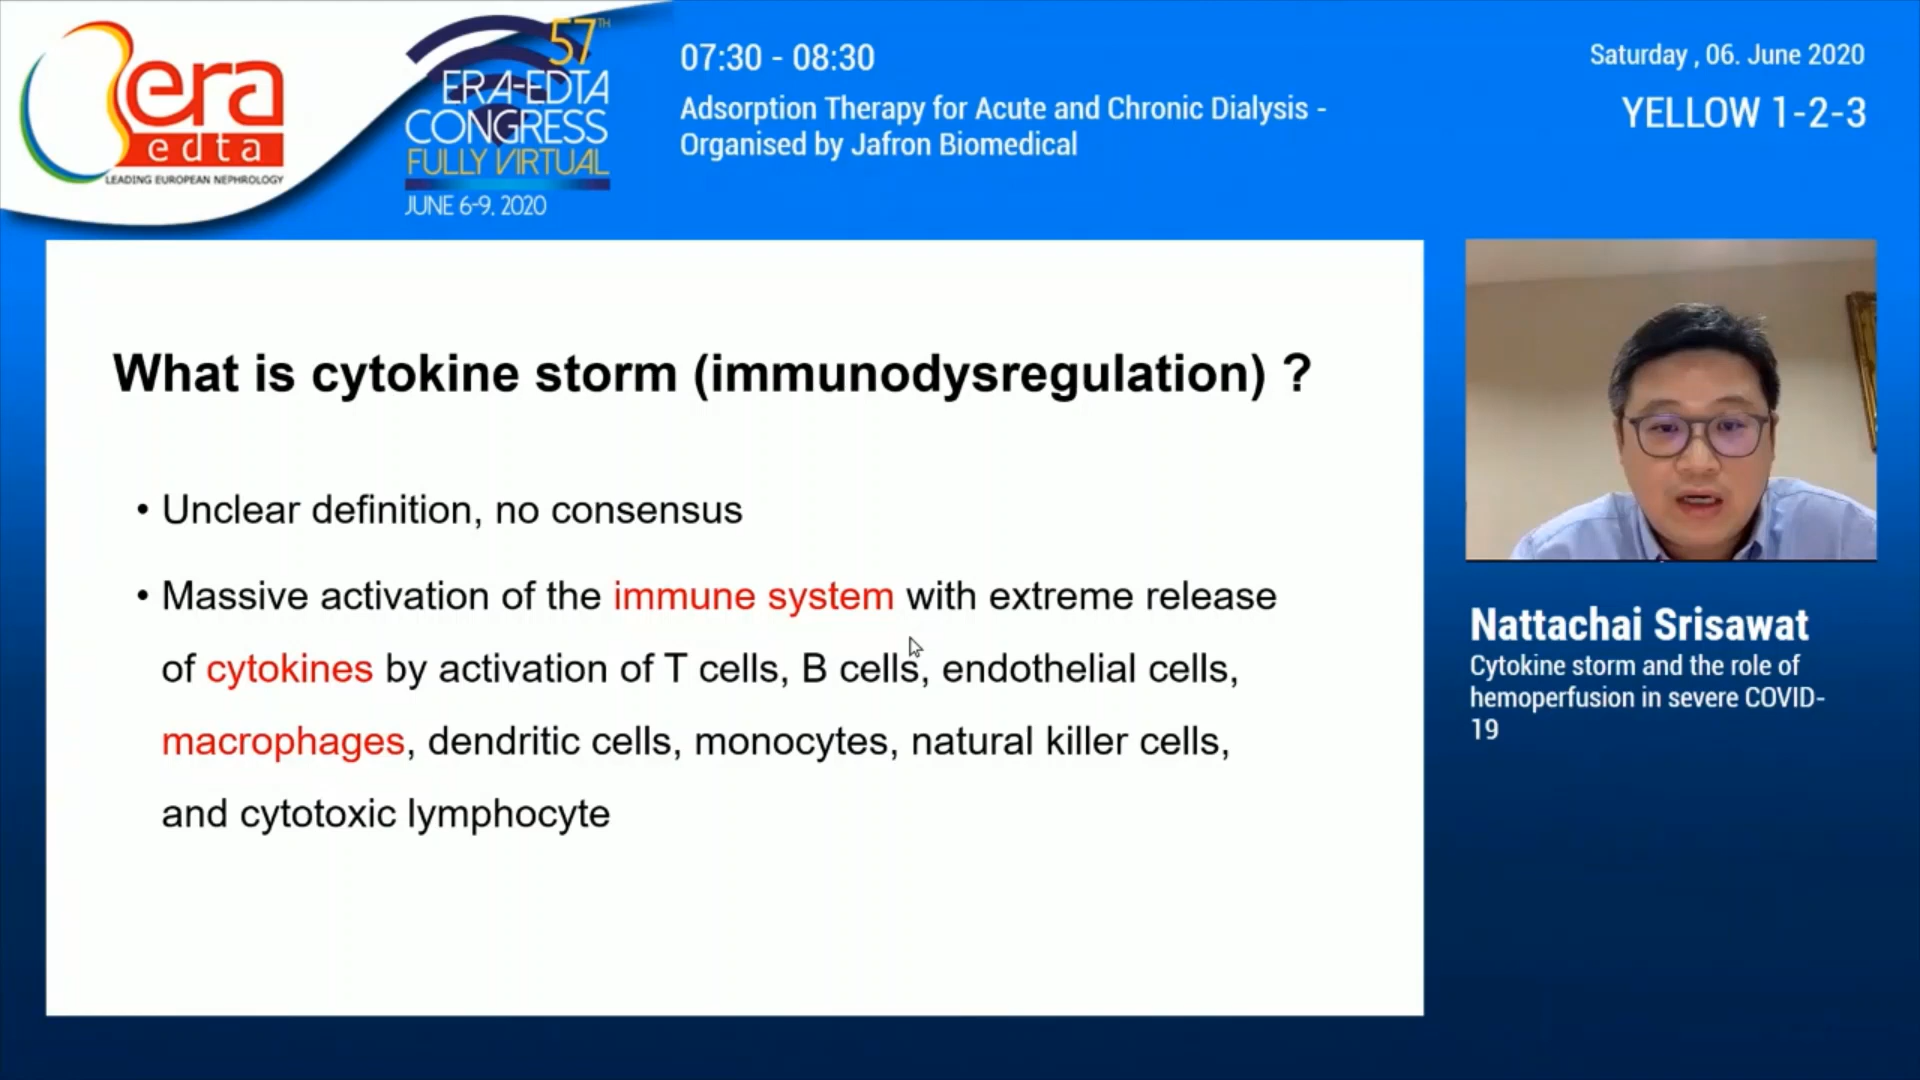 era
edta
LEADING EUROPEAN NEPHROLOGY
57TH
ERA-EDTA
CONGRESS
FULLY VIRTUAL
JUNE 6-9, 2020
07:30 - 08:30
Adsorption Therapy for Acute and Chronic Dialysis -
Organised by Jafron Biomedical
Saturday , 06. June 2020
YELLOW 1-2-3
What is cytokine storm (immunodysregulation) ?
• Unclear definition, no consensus
• Massive activation of the immune system with extreme release
of cytokines by activation of T cells, B cells, endothelial cells,
macrophages, dendritic cells, monocytes, natural killer cells,
and cytotoxic lymphocyte
Nattachai Srisawat
Cytokine storm and the role of
hemoperfusion in severe COVID-
19